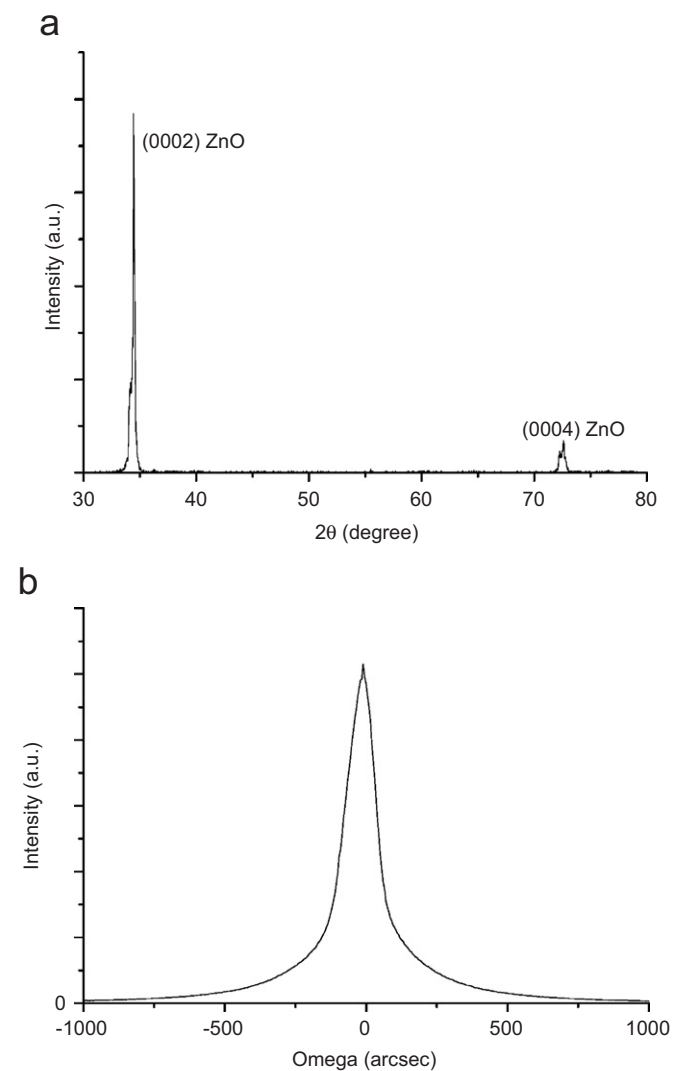 a
(0002) ZnO
Intensity (a.u.)
(0004) ZnO
30 40 50 60 70 80
2θ (degree)
b
Intensity (a.u.)
0
-1000 -500 0 500 1000
Omega (arcsec)